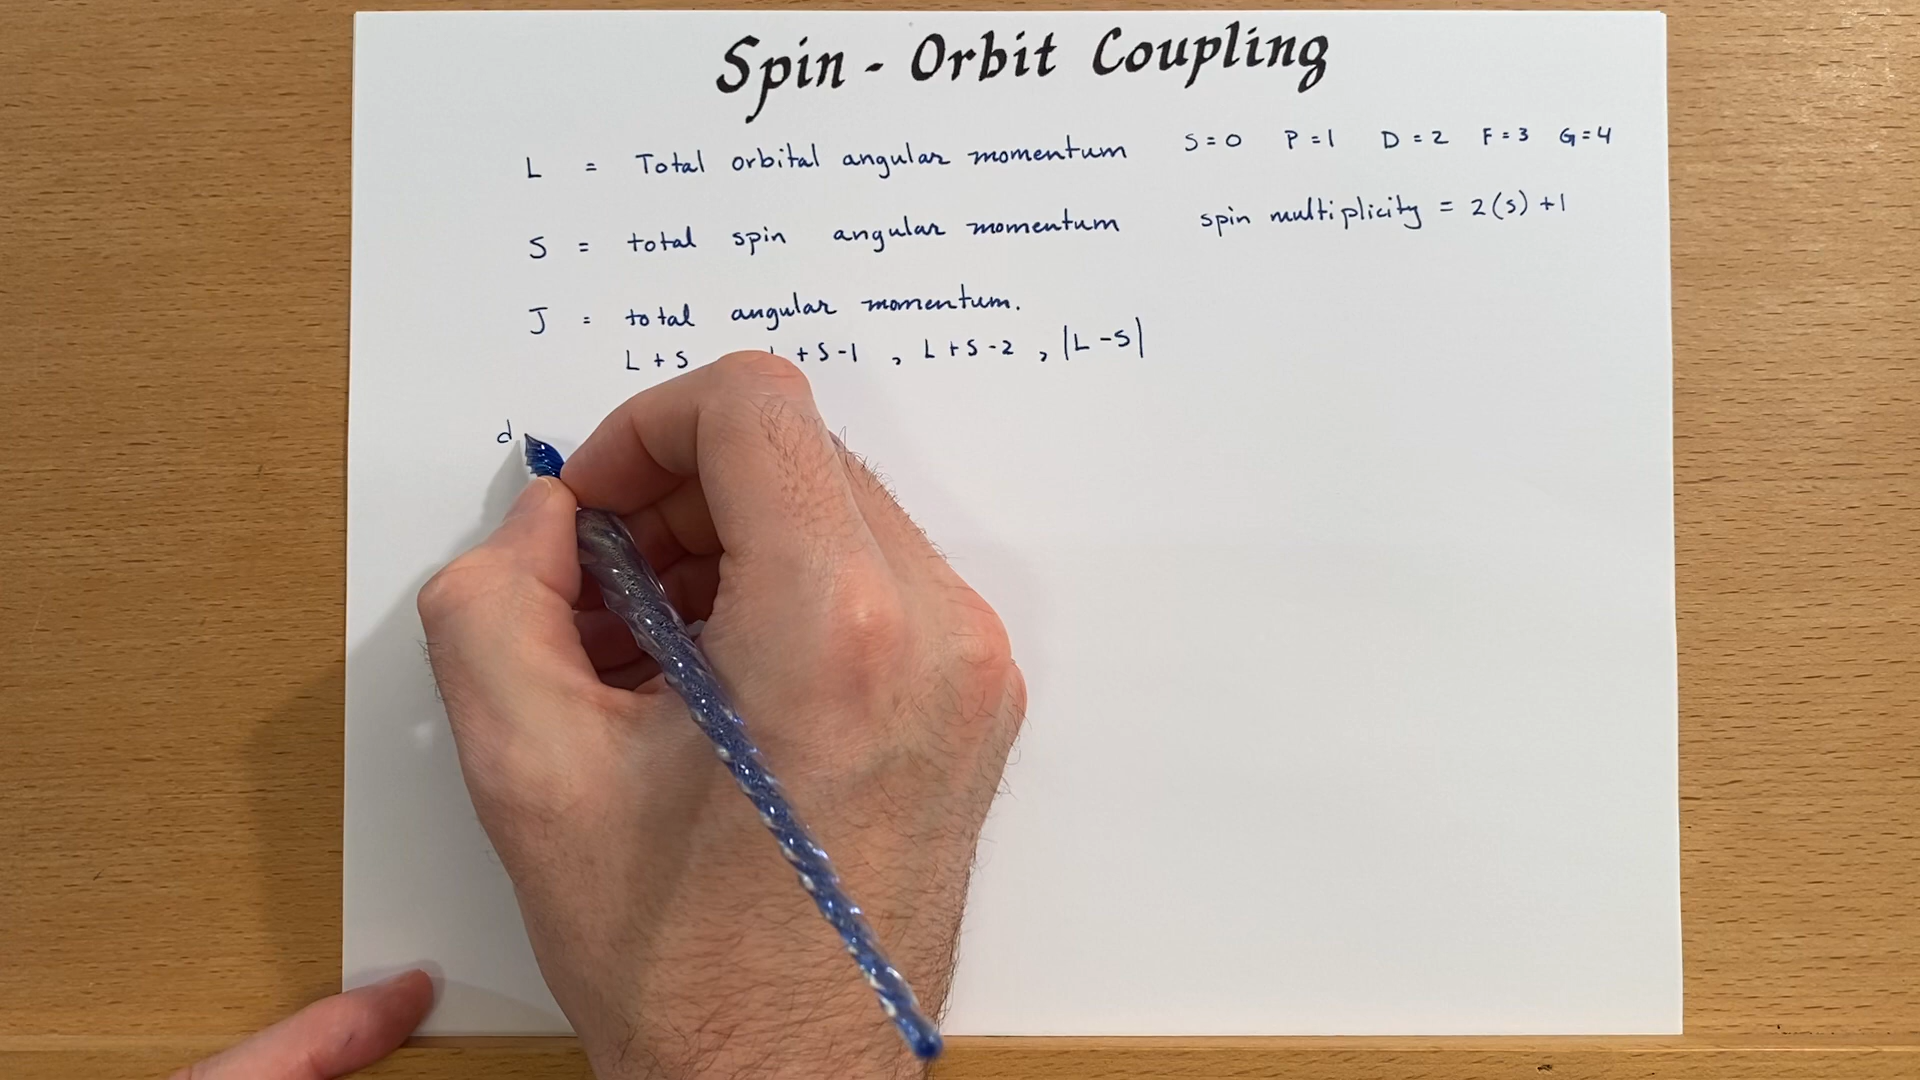 Spin - Orbit Coupling
L = Total orbital angular momentum S = 0 P = 1 D = 2 F = 3 G = 4
S = total spin angular momentum spin multiplicity = 2(s) +1
J = total angular momentum.
L + S + S - 1 , L + S - 2 , |L - S|
d